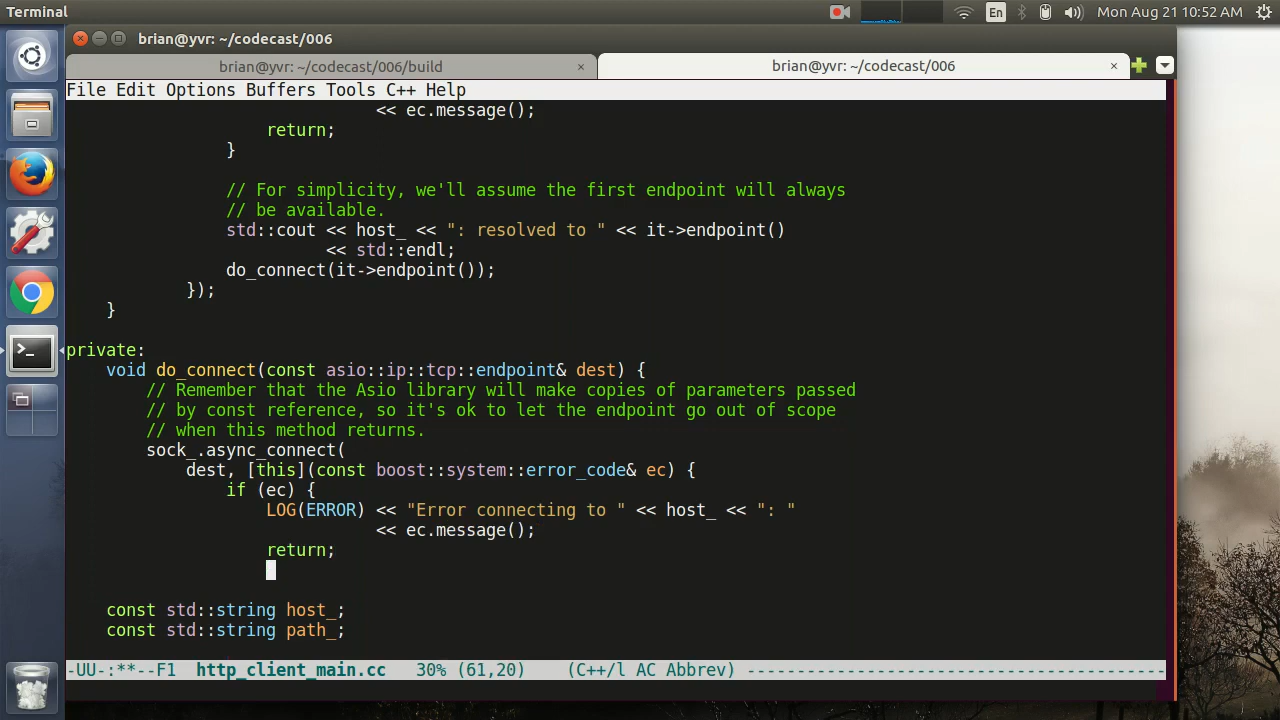 Terminal
En
Mon Aug 21 10:52 AM
brian@yvr: ~/codecast/006
brian@yvr: ~/codecast/006/build ×
brian@yvr: ~/codecast/006 ×
File Edit Options Buffers Tools C++ Help
<< ec.message();
return;
}
// For simplicity, we'll assume the first endpoint will always
// be available.
std::cout << host_ << ": resolved to " << it->endpoint()
<< std::endl;
do_connect(it->endpoint());
});
}
private:
void do_connect(const asio::ip::tcp::endpoint& dest) {
// Remember that the Asio library will make copies of parameters passed
// by const reference, so it's ok to let the endpoint go out of scope
// when this method returns.
sock_.async_connect(
dest, [this](const boost::system::error_code& ec) {
if (ec) {
LOG(ERROR) << "Error connecting to " << host_ << ": "
<< ec.message();
return;
const std::string host_;
const std::string path_;
-UU-:**--F1  http_client_main.cc   30% (61,20)    (C++/l AC Abbrev) ------------------------------------------